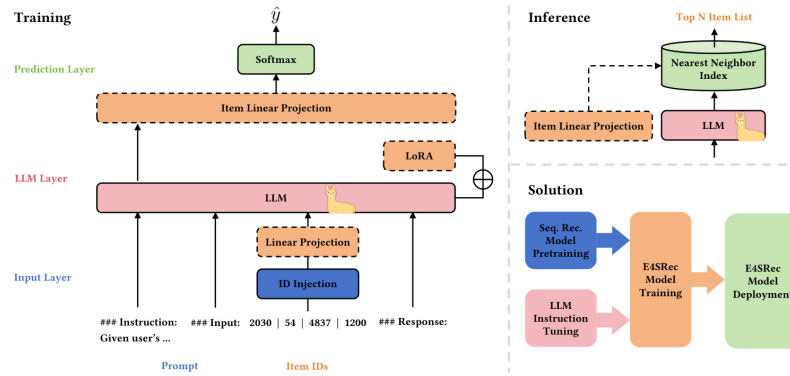 Training
ŷ
Softmax
Prediction Layer
Item Linear Projection
LoRA
LLM Layer
LLM
Linear Projection
Input Layer
ID Injection
### Instruction:
Given user's ...
### Input:
2030 | 54 | 4837 | 1200
### Response:
Prompt
Item IDs
Inference
Top N Item List
Nearest Neighbor
Index
Item Linear Projection
LLM
Solution
Seq. Rec.
Model
Pretraining
LLM
Instruction
Tuning
E4SRec
Model
Training
E4SRec
Model
Deploymen